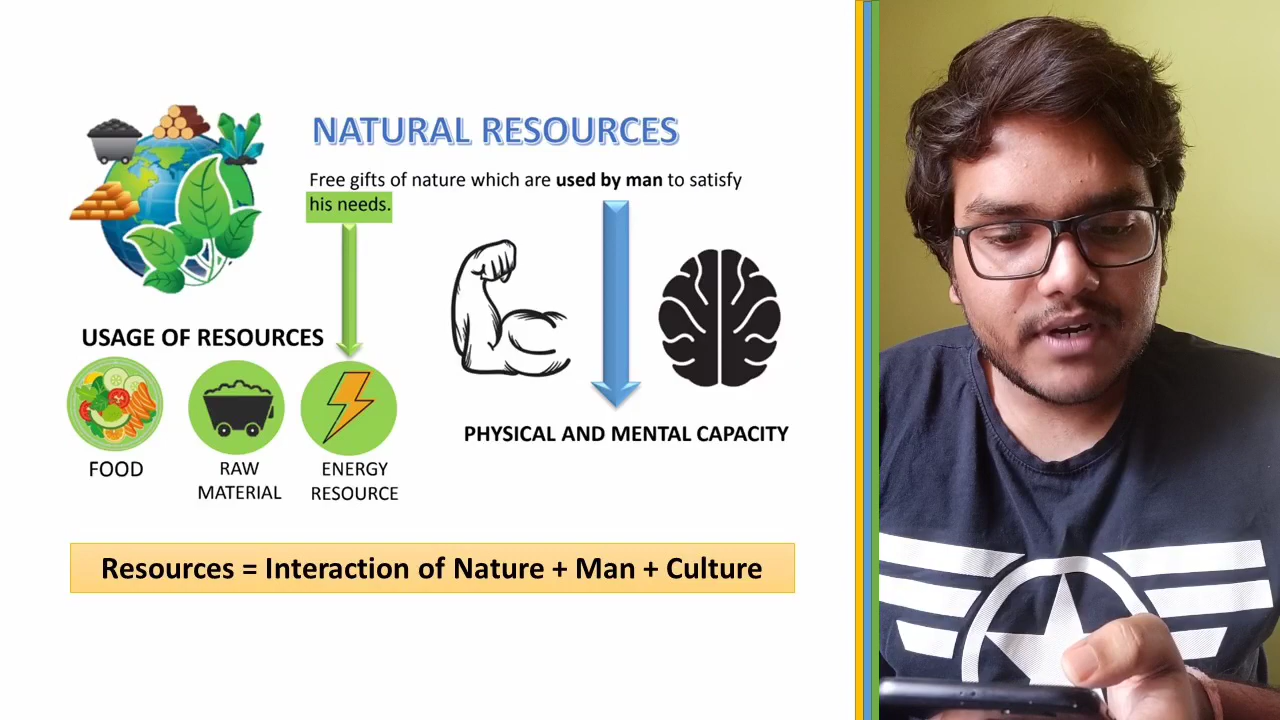 NATURAL RESOURCES
Free gifts of nature which are used by man to satisfy
his needs.
USAGE OF RESOURCES
FOOD
RAW
MATERIAL
ENERGY
RESOURCE
PHYSICAL AND MENTAL CAPACITY
Resources = Interaction of Nature + Man + Culture